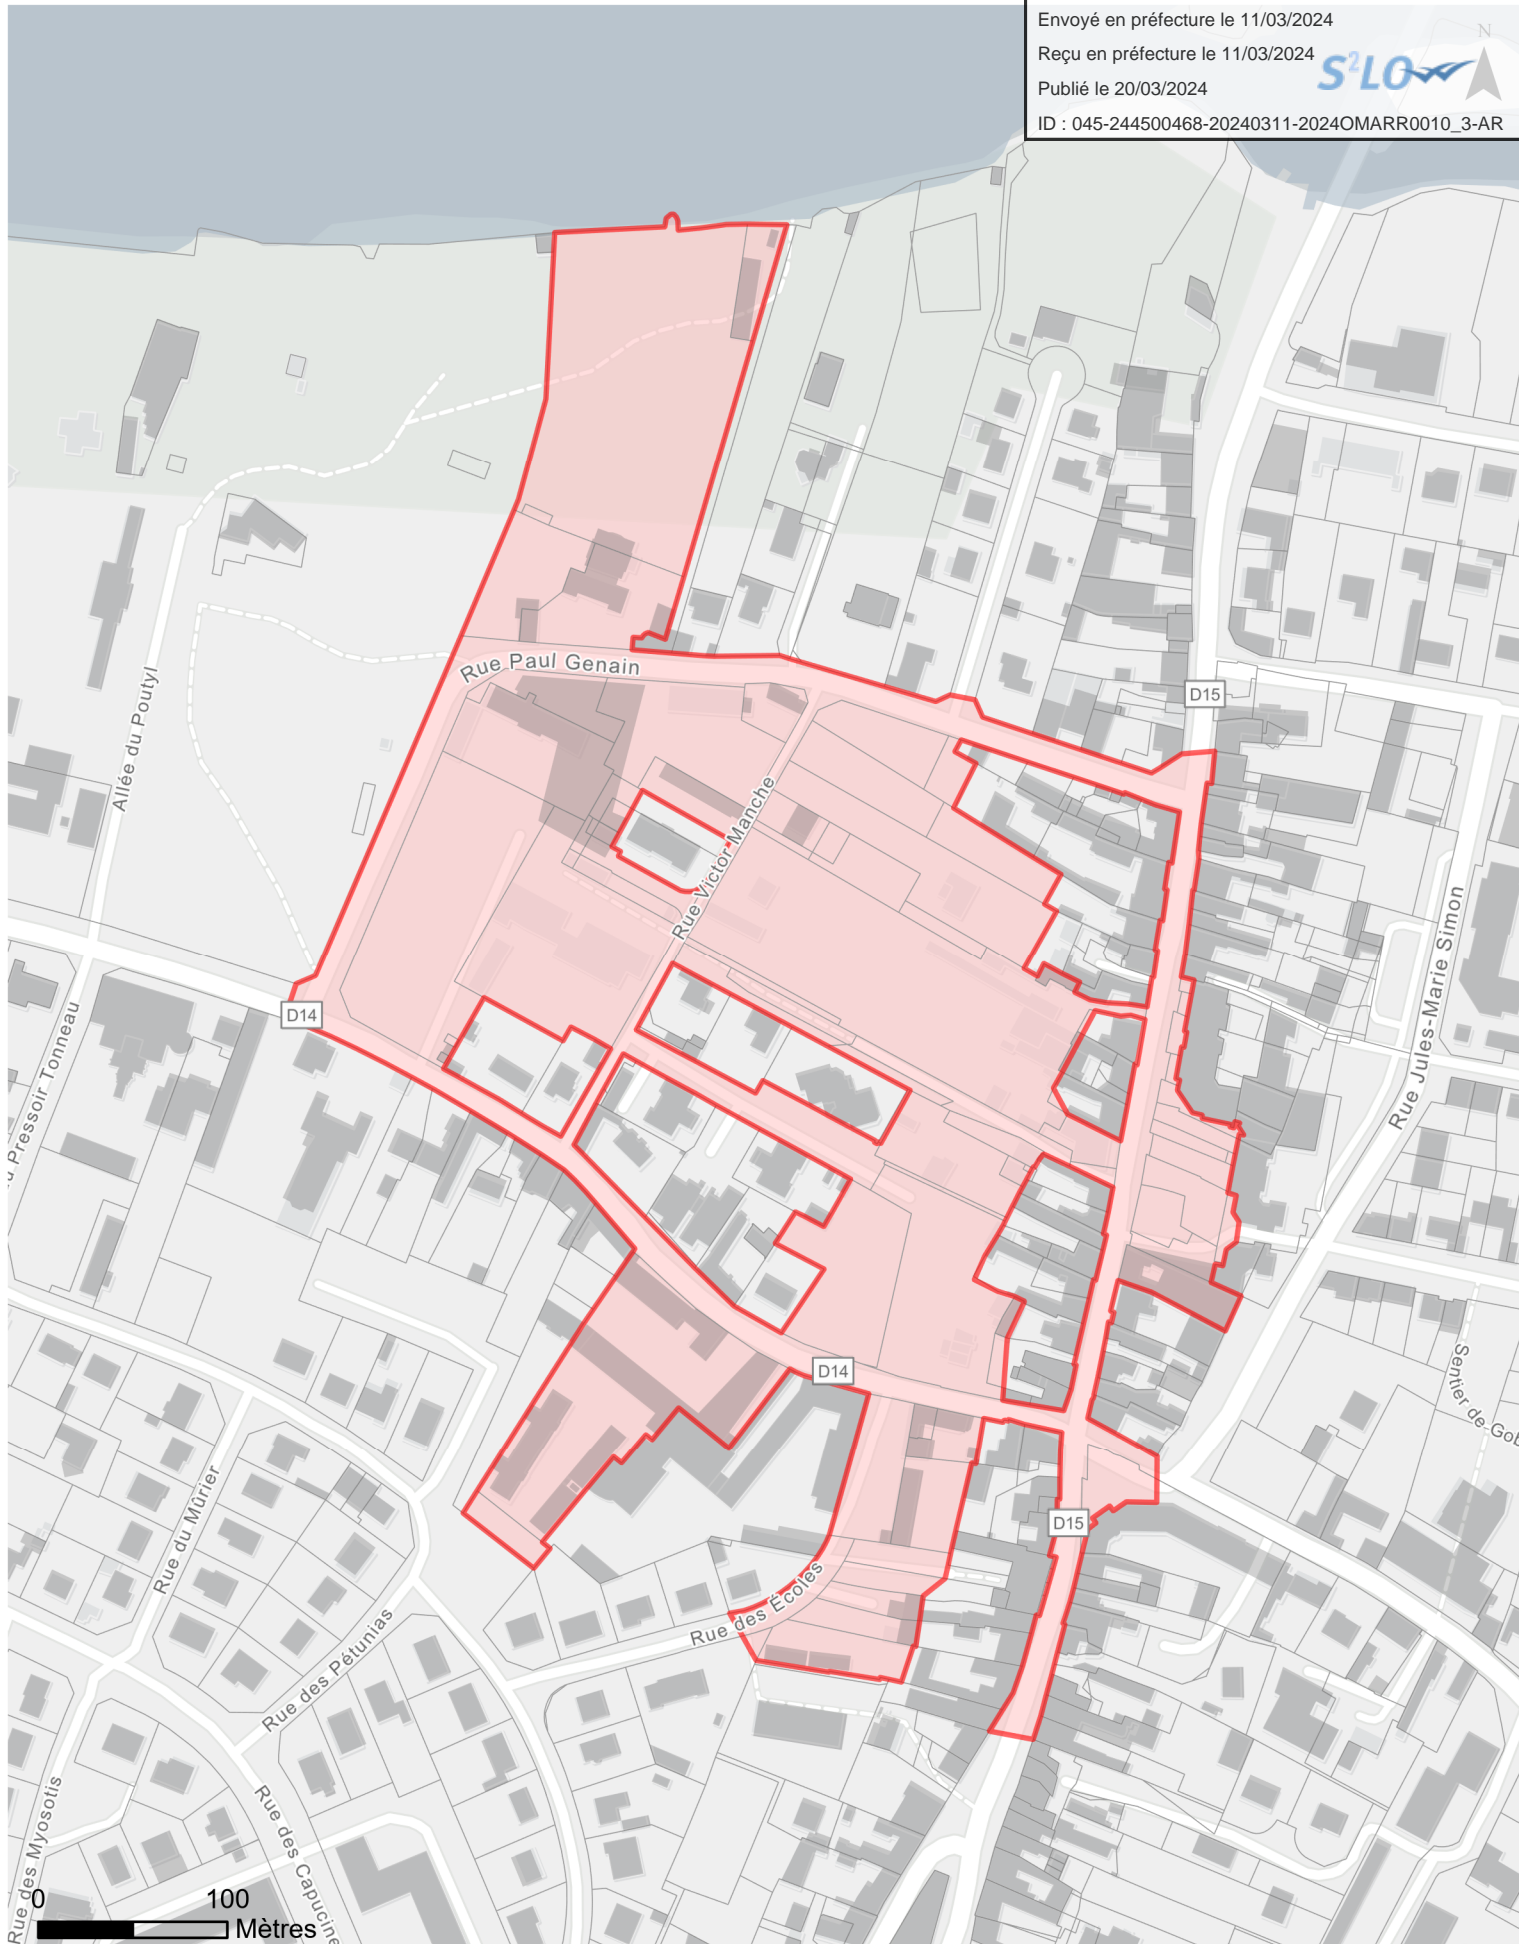 Envoyé en préfecture le 11/03/2024
Reçu en préfecture le 11/03/2024
Publié le 20/03/2024
S²LO
N
ID : 045-244500468-20240311-2024OMARR0010_3-AR
Rue Paul Genain
D15
Allée du Poutyl
Rue Victor Manche
Rue Jules-Marie Simon
D14
Pressoir Tonneau
D14
Sentier de Gob
D15
Rue du Mûrier
Rue des Écoles
Rue des Pétunias
Rue des Myosotis
Rue des Capucine
0 100
Mètres